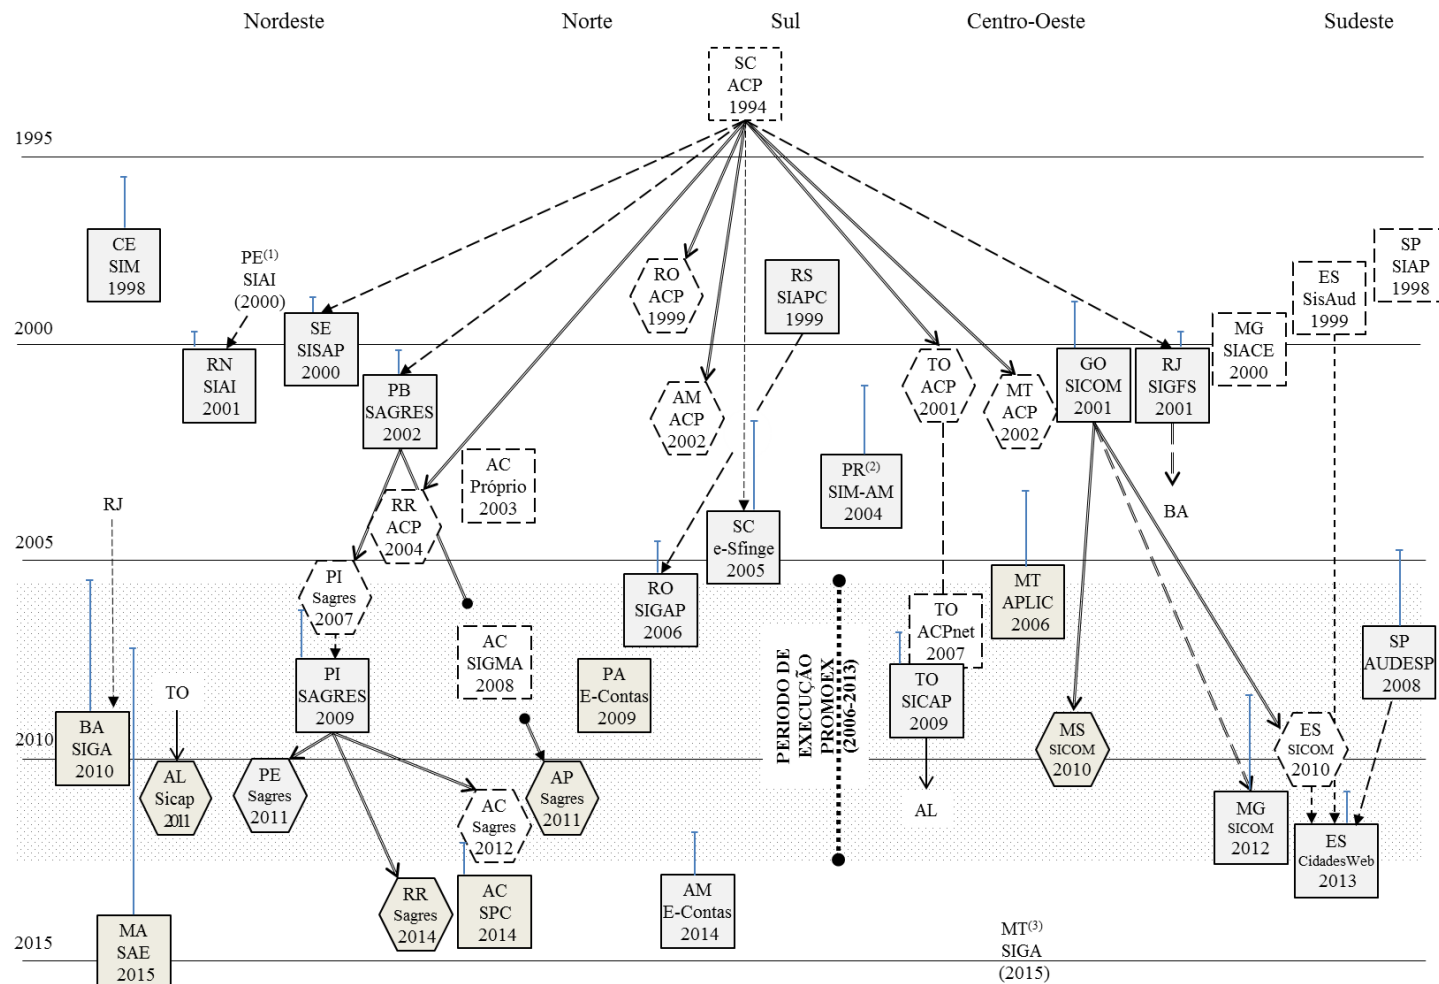 Nordeste
Norte
Sul
Centro-Oeste
Sudeste
SC
ACP
1994
1995
CE
SIM
1998
PE(1)
SIAI
(2000)
SE
SISAP
2000
RO
ACP
1999
RS
SIAPC
1999
MG
SIACE
2000
ES
SisAud
1999
SP
SIAP
1998
2000
RN
SIAI
2001
PB
SAGRES
2002
AM
ACP
2002
TO
ACP
2001
MT
ACP
2002
GO
SICOM
2001
RJ
SIGFS
2001
AC
Próprio
2003
RR
ACP
2004
PR(2)
SIM-AM
2004
RJ
BA
SC
e-Sfinge
2005
2005
PI
Sagres
2007
RO
SIGAP
2006
MT
APLIC
2006
TO
ACPnet
2007
AC
SIGMA
2008
PERIODO DE
EXECUÇÃO
PROMOEX
(2006-2013)
SP
AUDESP
2008
PI
SAGRES
2009
PA
E-Contas
2009
TO
SICAP
2009
TO
BA
SIGA
2010
MS
SICOM
2010
ES
SICOM
2010
2010
AL
Sicap
2011
PE
Sagres
2011
AC
Sagres
2012
AP
Sagres
2011
AL
MG
SICOM
2012
ES
CidadesWeb
2013
RR
Sagres
2014
AC
SPC
2014
AM
E-Contas
2014
MA
SAE
2015
MT(3)
SIGA
(2015)
2015